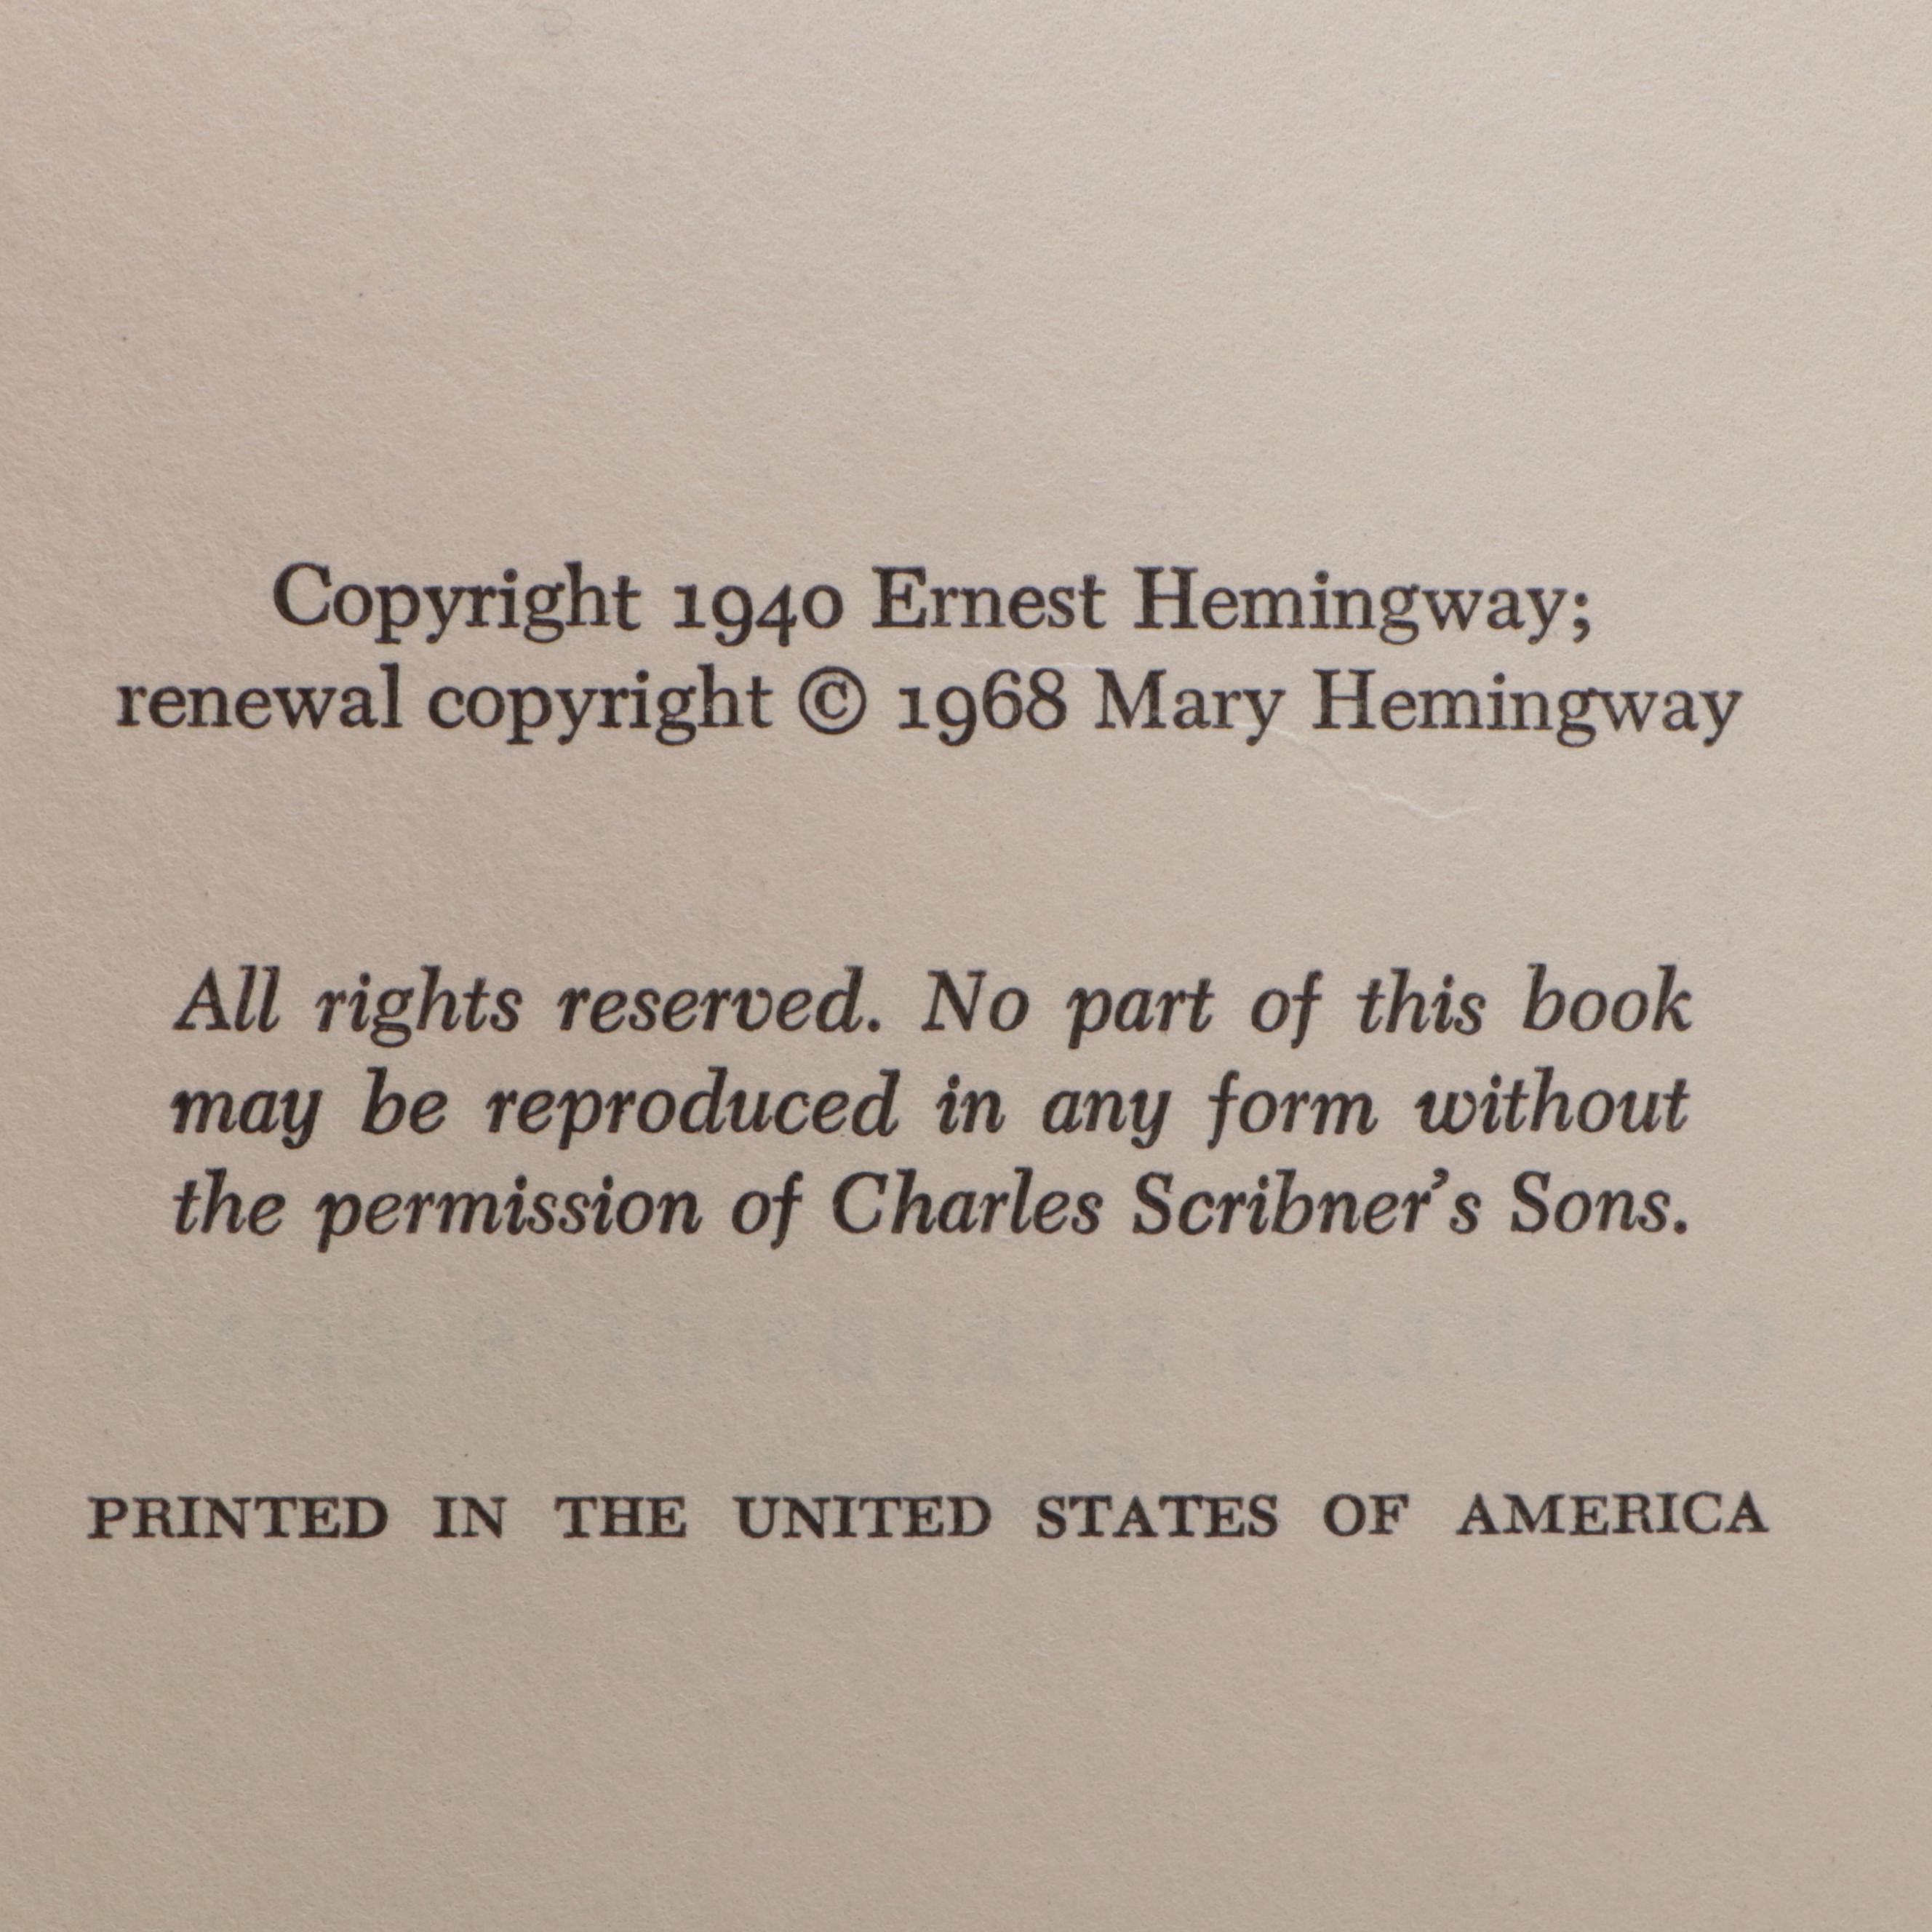 Copyright 1940 Ernest Hemingway;
renewal copyright © 1968 Mary Hemingway
All rights reserved. No part of this book
may be reproduced in any form without
the permission of Charles Scribner's Sons.
PRINTED IN THE UNITED STATES OF AMERICA